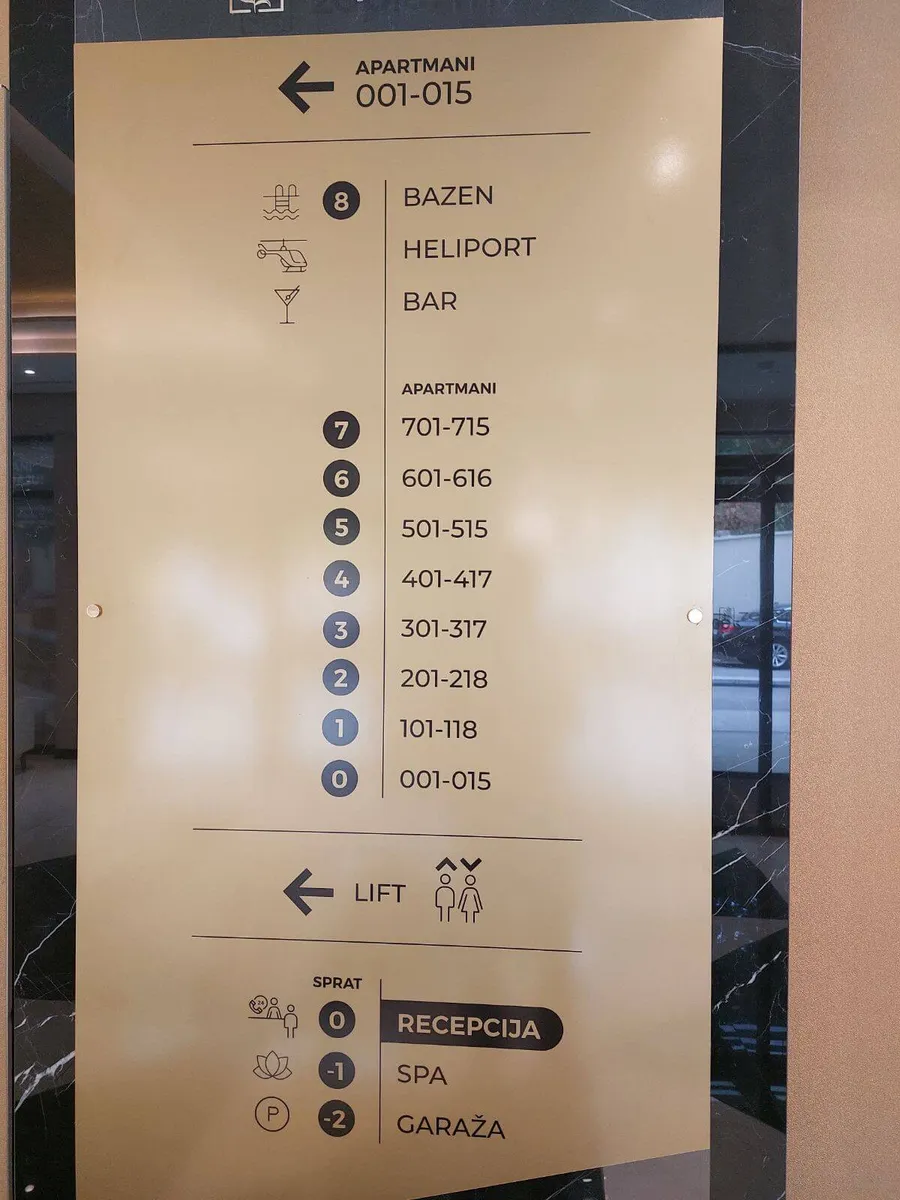 APARTMANI
001-015
8 BAZEN
HELIPORT
BAR
APARTMANI
7 701-715
6 601-616
5 501-515
4 401-417
3 301-317
2 201-218
1 101-118
0 001-015
LIFT
SPRAT
24 0 RECEPCIJA
-1 SPA
P -2 GARAŽA